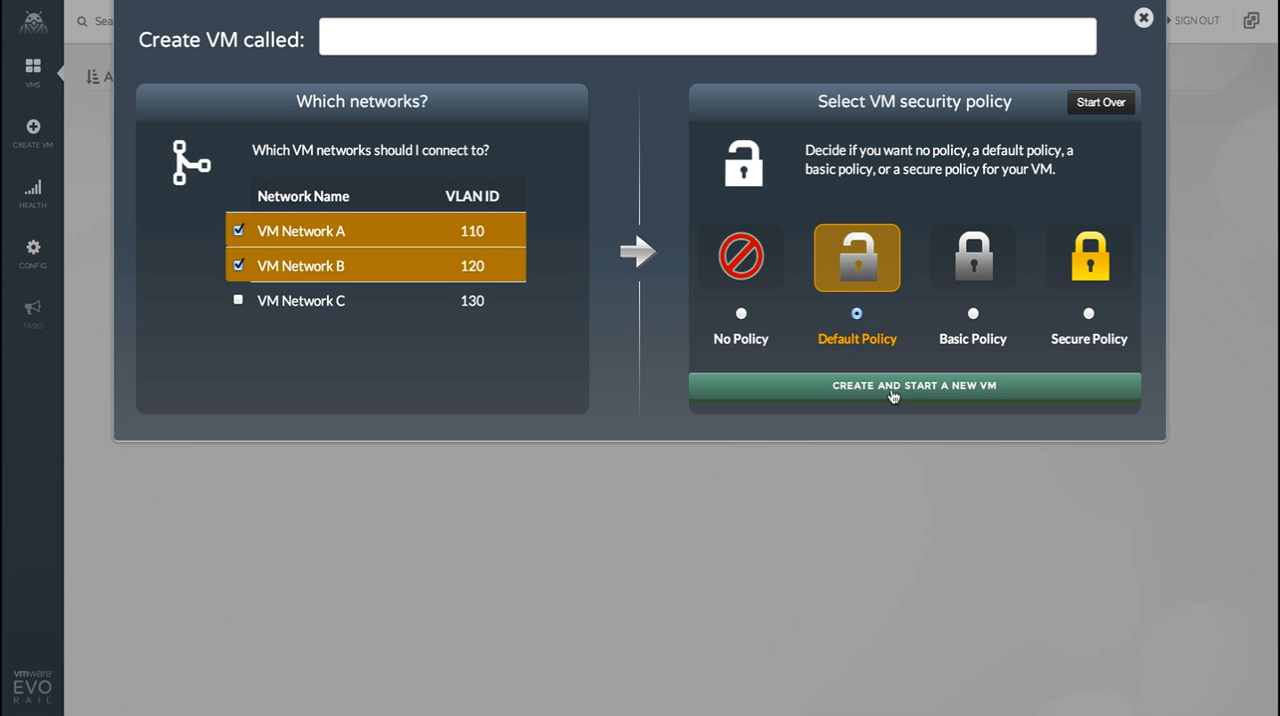 Sea
SIGN OUT
A
VMS
CREATE VM
HEALTH
CONFIG
TASKS
vmware
EVO
RAIL
Create VM called:
Which networks?
Which VM networks should I connect to?
Network Name VLAN ID
VM Network A 110
VM Network B 120
VM Network C 130
Select VM security policy
Start Over
Decide if you want no policy, a default policy, a
basic policy, or a secure policy for your VM.
No Policy Default Policy Basic Policy Secure Policy
CREATE AND START A NEW VM